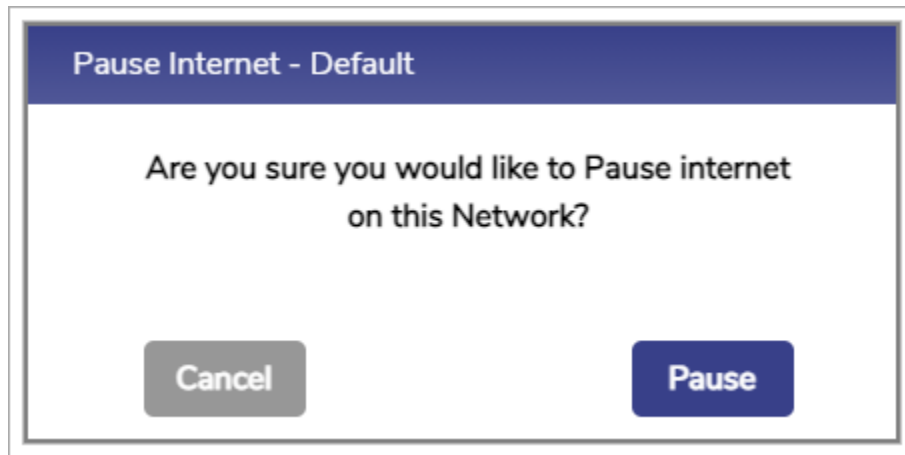 Pause Internet - Default
Are you sure you would like to Pause internet
on this Network?
Cancel
Pause